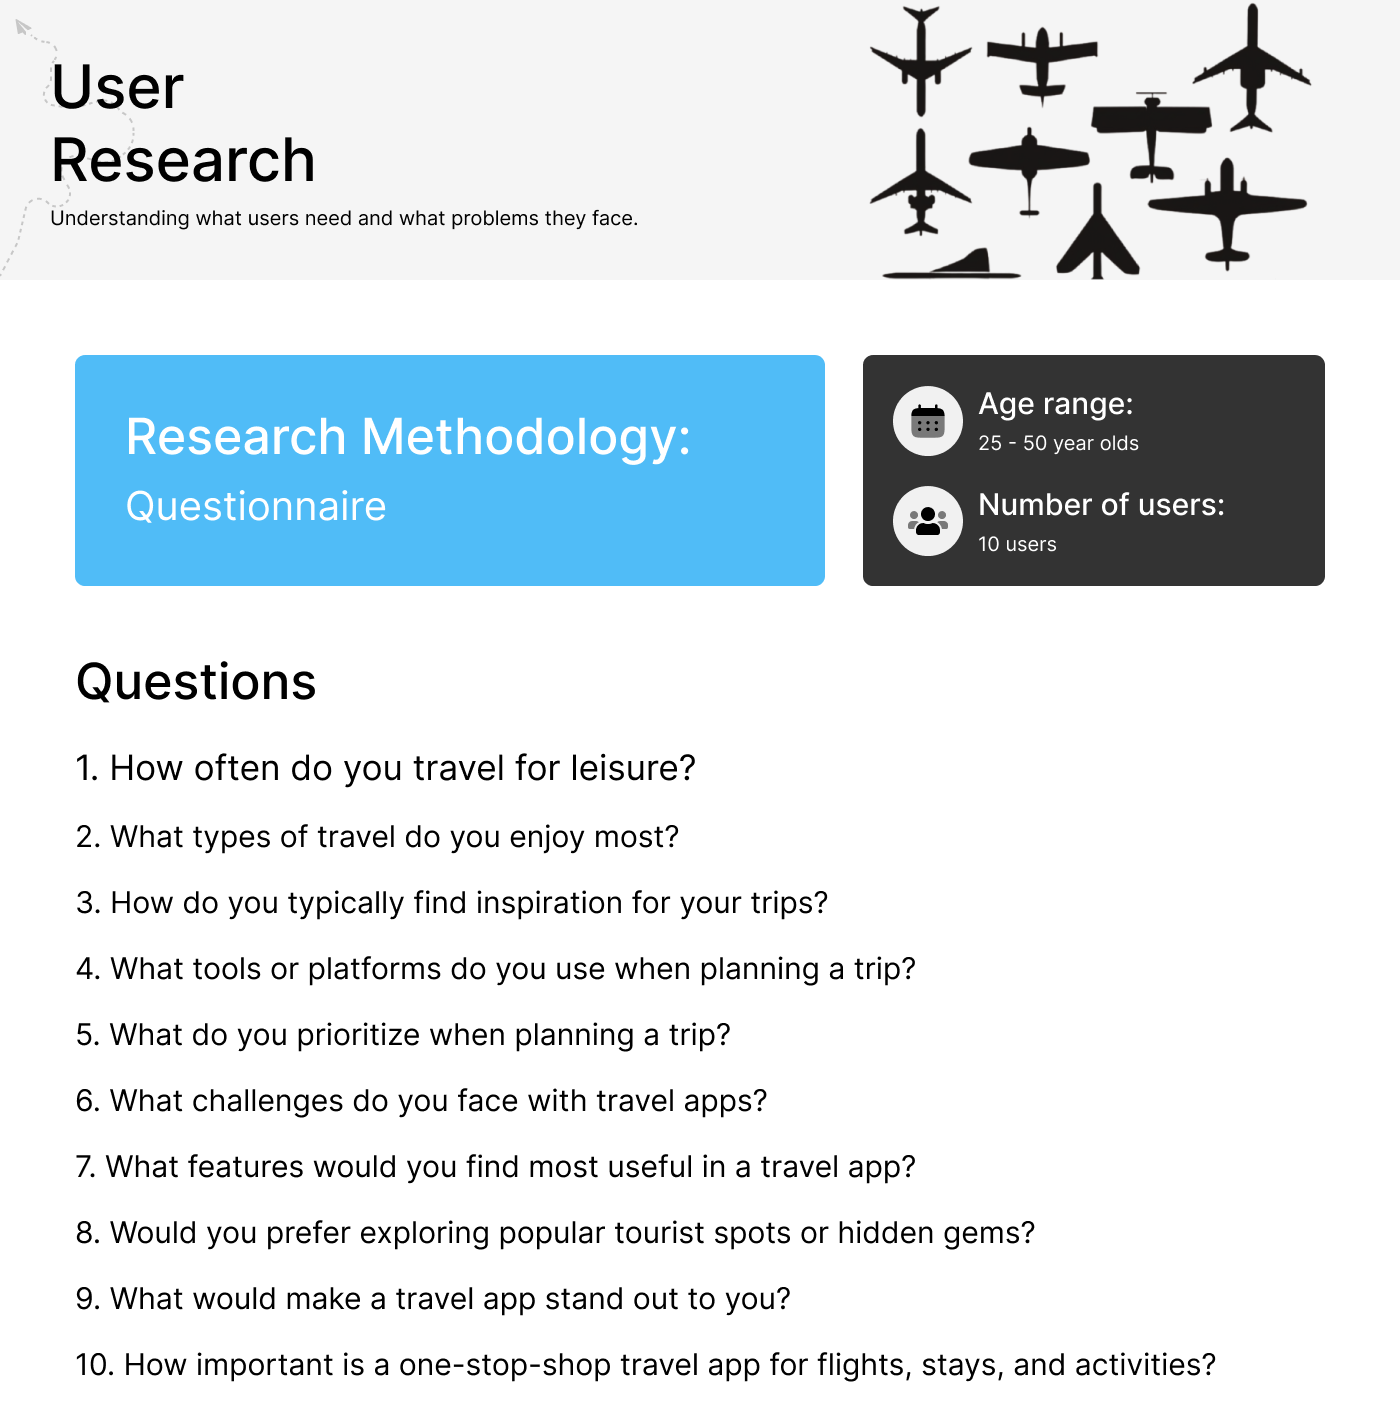 User
Research
Understanding what users need and what problems they face.
Research Methodology:
Questionnaire
Age range:
25 - 50 year olds
Number of users:
10 users
Questions
1. How often do you travel for leisure?
2. What types of travel do you enjoy most?
3. How do you typically find inspiration for your trips?
4. What tools or platforms do you use when planning a trip?
5. What do you prioritize when planning a trip?
6. What challenges do you face with travel apps?
7. What features would you find most useful in a travel app?
8. Would you prefer exploring popular tourist spots or hidden gems?
9. What would make a travel app stand out to you?
10. How important is a one-stop-shop travel app for flights, stays, and activities?